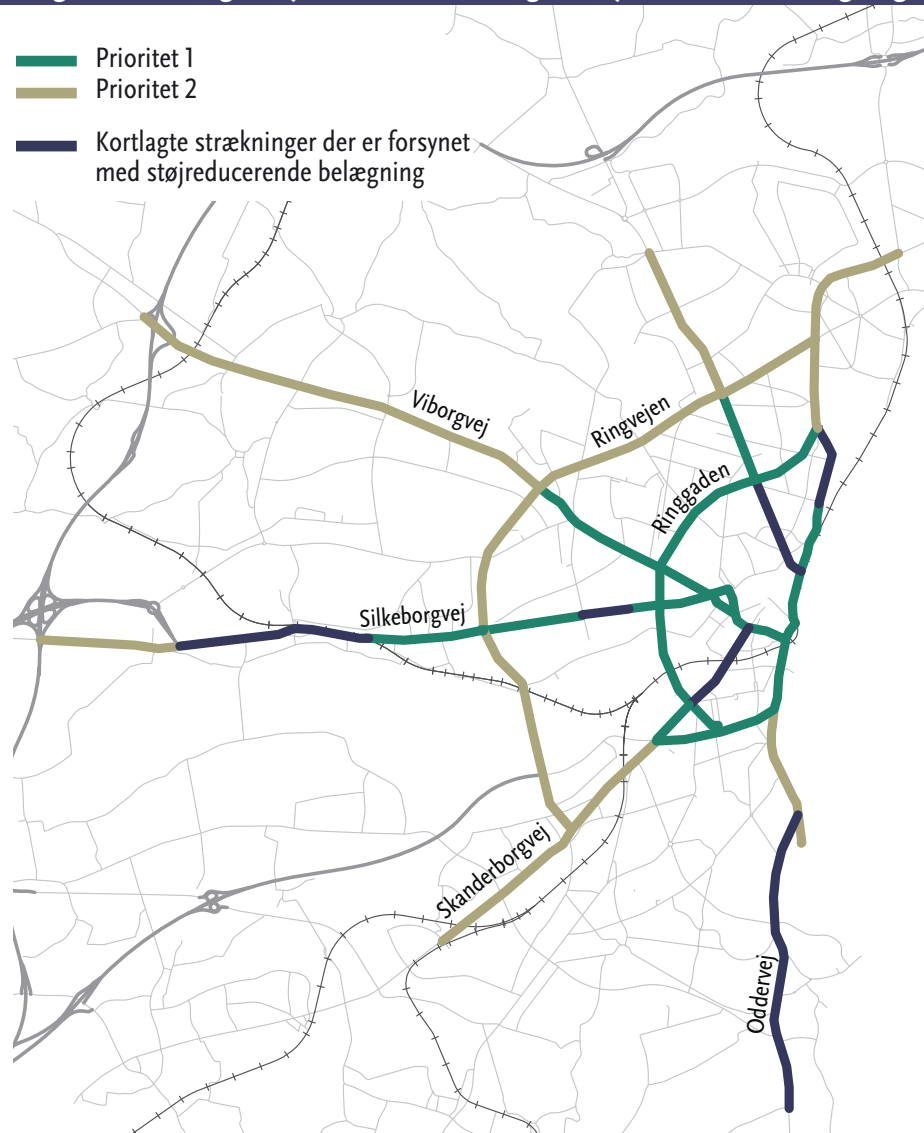 Prioritet 1
Prioritet 2
Kortlagte strækninger der er forsynet
med støjreducerende belægning
Viborgvej
Ringvejen
Ringgaden
Silkeborgvej
Skanderborgvej
Oddervej